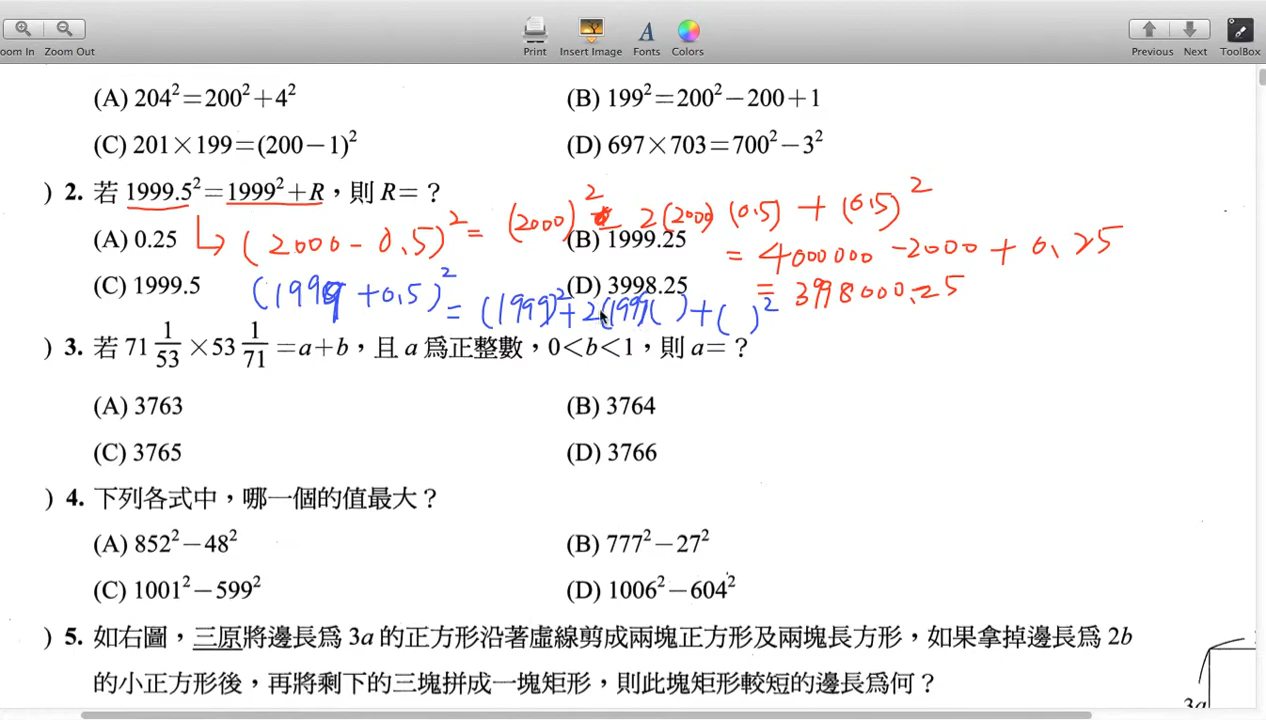 oom In Zoom Out Print Insert Image Fonts Colors Previous Next ToolBox
(A) 204²=200²+4² (B) 199²=200²−200+1
(C) 201×199=(200−1)² (D) 697×703=700²−3²
) 2. 若 1999.5²=1999²+R，則 R=？
(2000)² − 2(2000)(0.5) + (0.5)²
(A) 0.25 ↳ (2000 − 0.5)² = (B) 1999.25
= 4000000 −2000 + 0.25
(C) 1999.5 (1999 +0.5)² (D) 3998.25
= 3998000.25
= (1999)²+2(1999)( )+( )²
) 3. 若 71 1/53 ×53 1/71 =a+b，且 a 爲正整數，0<b<1，則 a=？
(A) 3763 (B) 3764
(C) 3765 (D) 3766
) 4. 下列各式中，哪一個的值最大？
(A) 852²−48² (B) 777²−27²
(C) 1001²−599² (D) 1006²−604²
) 5. 如右圖，三原將邊長爲 3a 的正方形沿著虛線剪成兩塊正方形及兩塊長方形，如果拿掉邊長爲 2b
的小正方形後，再將剩下的三塊拼成一塊矩形，則此塊矩形較短的邊長爲何？
3a